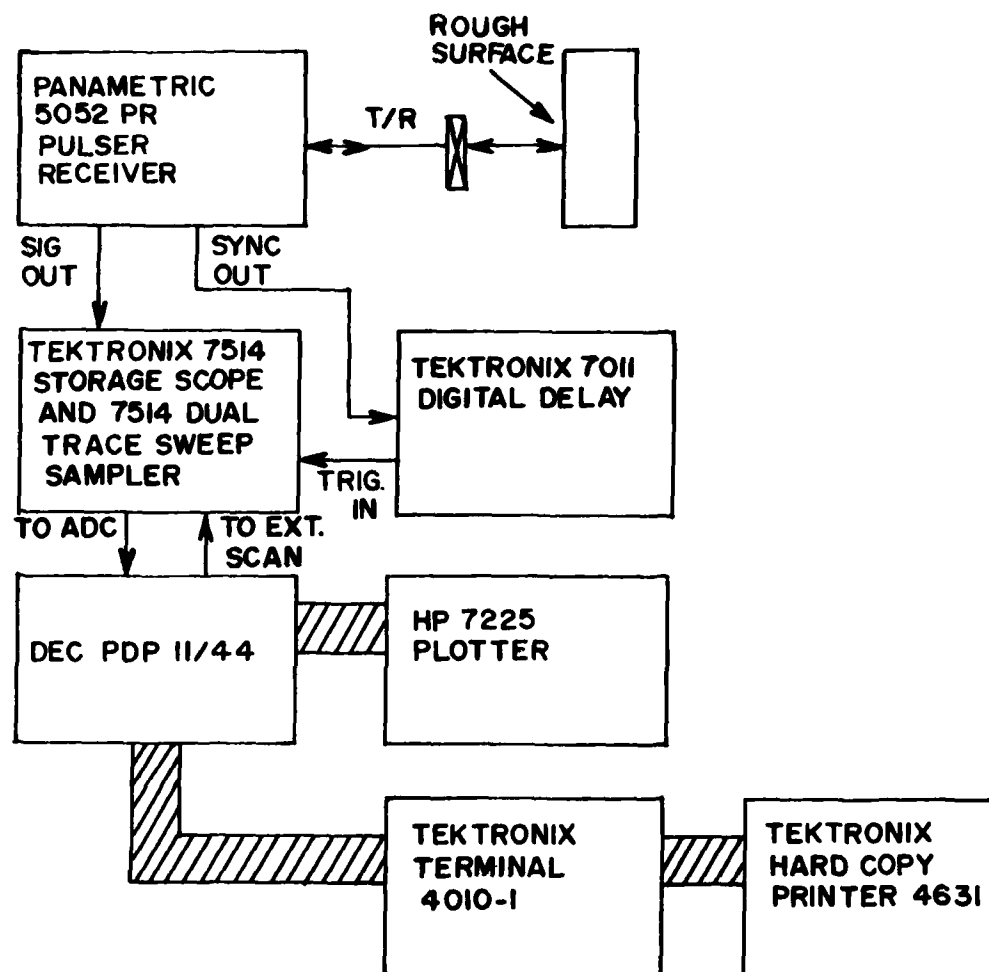 ROUGH
SURFACE
PANAMETRIC
5052 PR
PULSER
RECEIVER
T/R
SIG
OUT
SYNC
OUT
TEKTRONIX 7514
STORAGE SCOPE
AND 7514 DUAL
TRACE SWEEP
SAMPLER
TEKTRONIX 7011
DIGITAL DELAY
TRIG.
IN
TO ADC
TO EXT.
SCAN
DEC PDP 11/44
HP 7225
PLOTTER
TEKTRONIX
TERMINAL
4010-1
TEKTRONIX
HARD COPY
PRINTER 4631